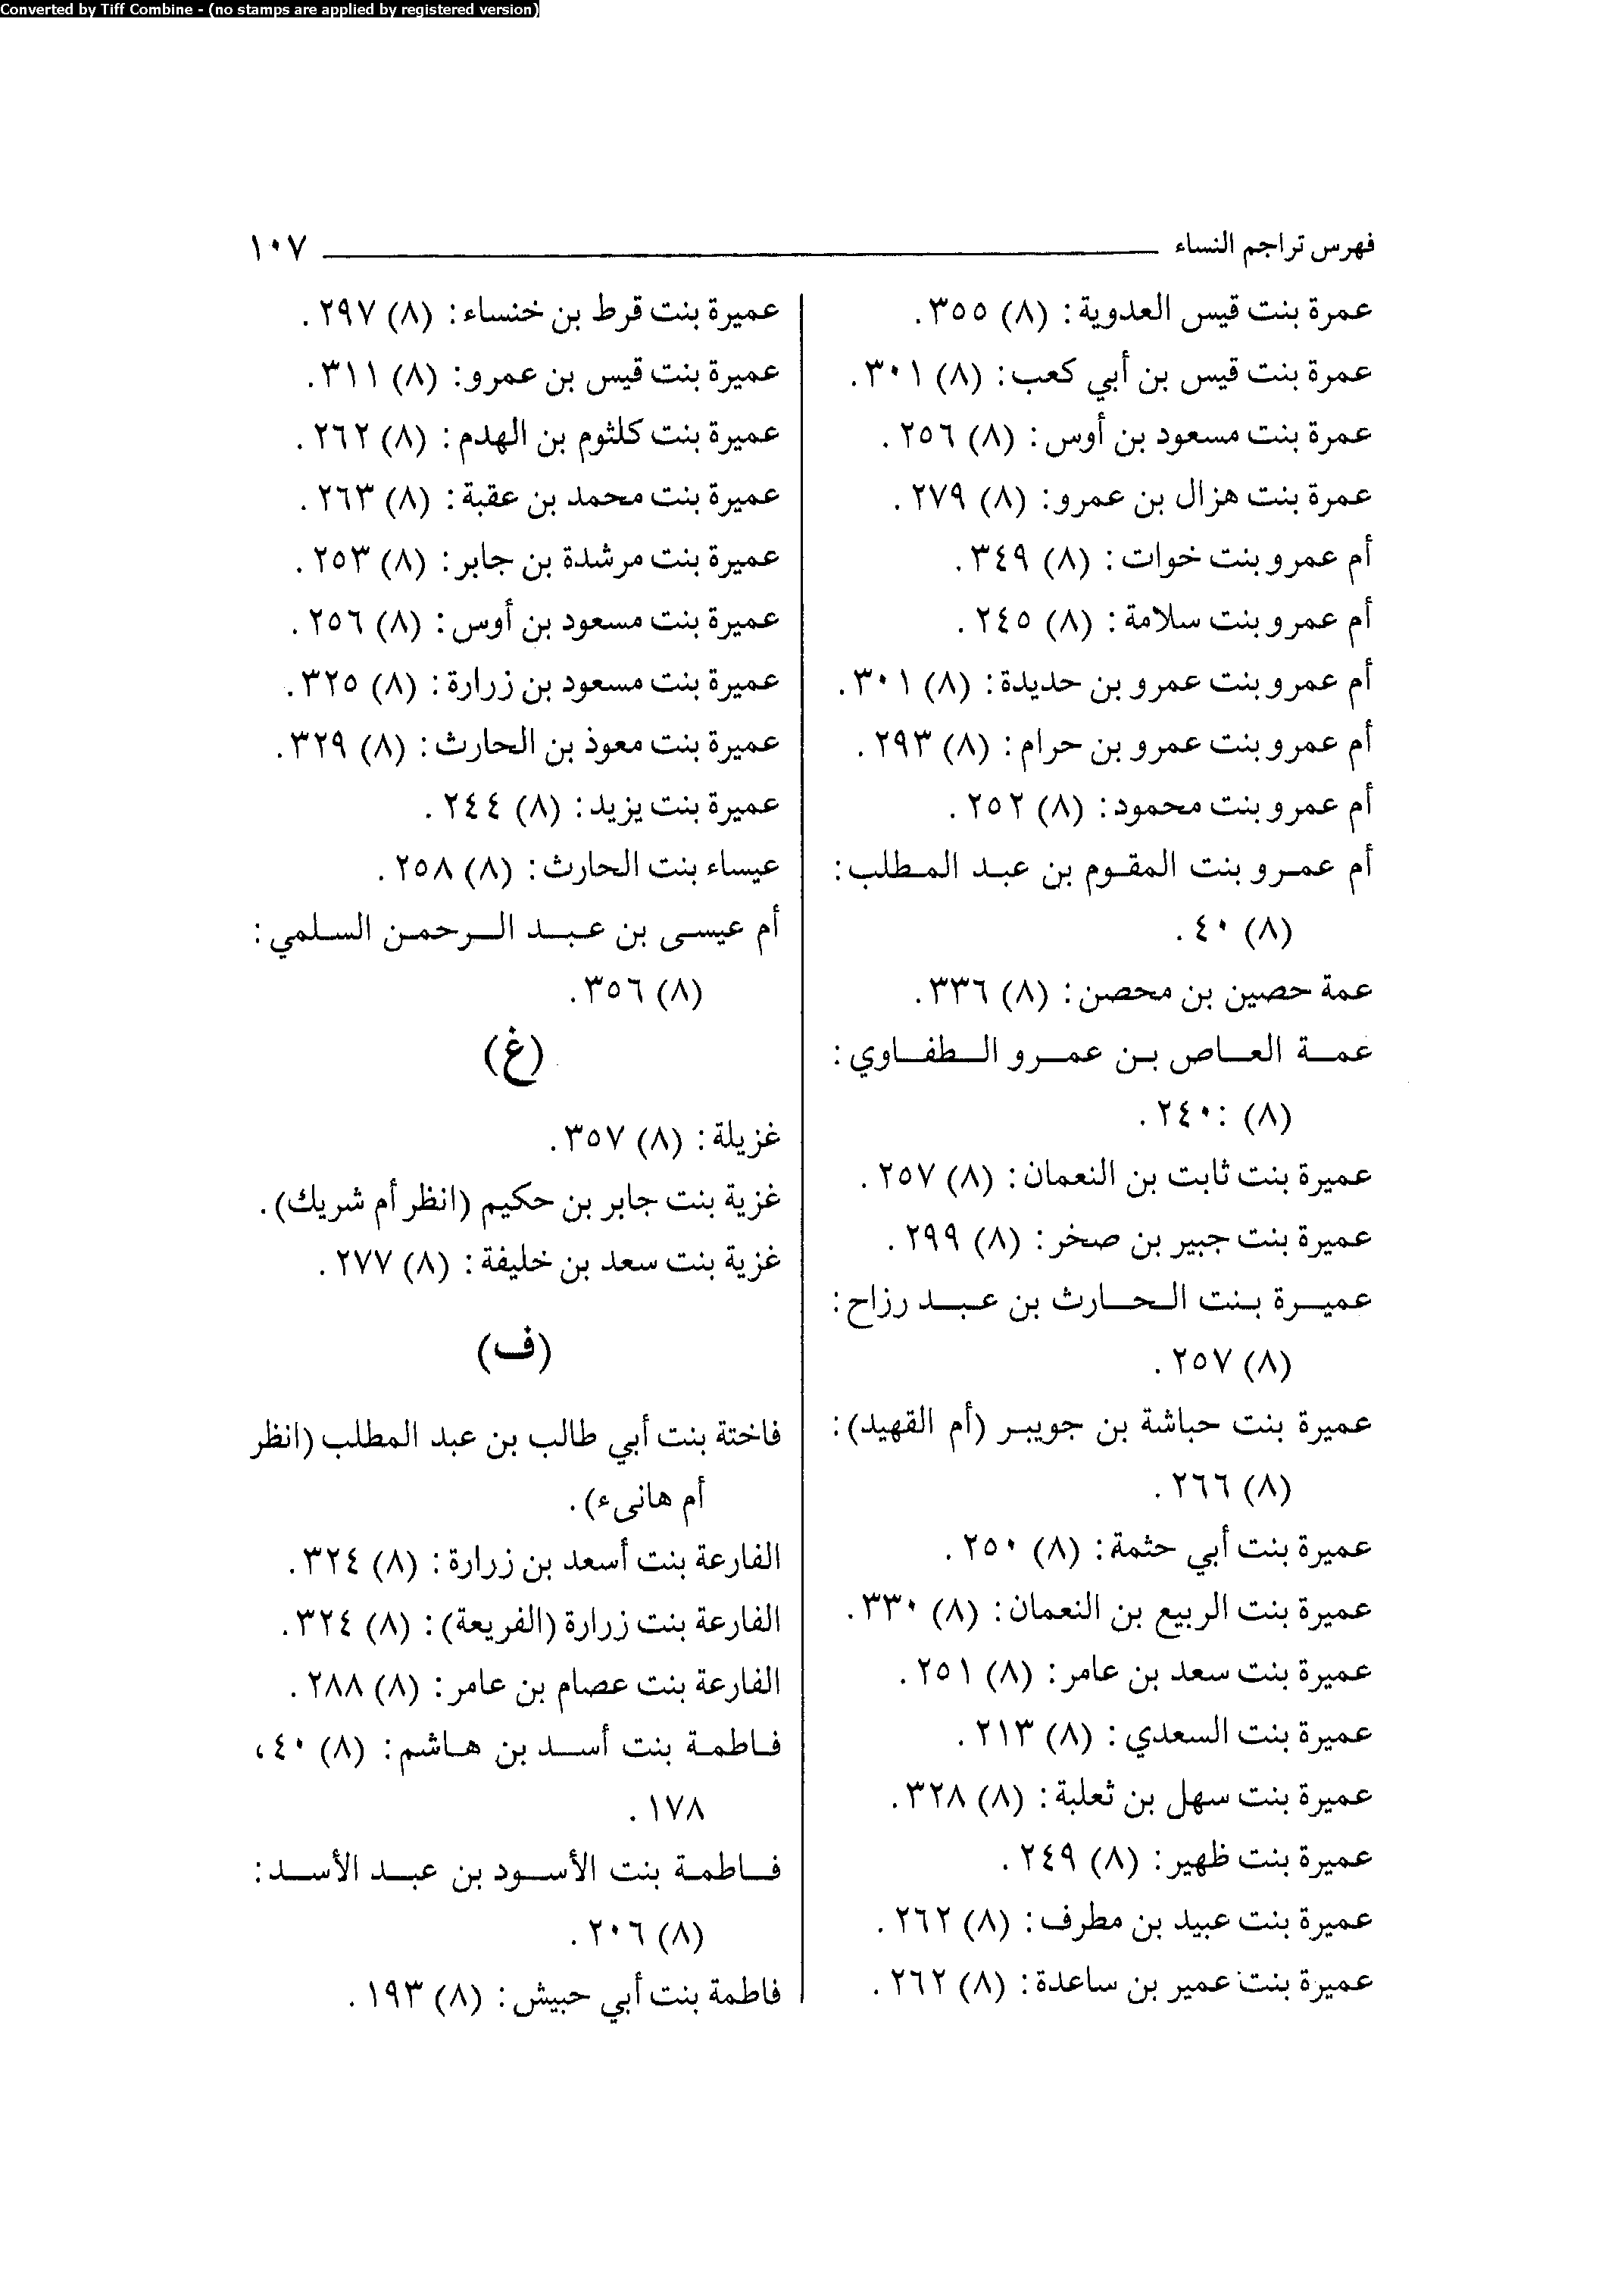 Converted by Tiff Combine - (no stamps are applied by registered version)
فهرس تراجم النساء ١٠٧
عمرة بنت قيس العدوية: (٨) ٣٥٥.
عمرة بنت قيس بن أبي كعب: (٨) ٣٠١.
عمرة بنت مسعود بن أوس: (٨) ٢٥٦.
عمرة بنت هزال بن عمرو: (٨) ٢٧٩.
أم عمرو بنت خوات: (٨) ٣٤٩.
أم عمرو بنت سلامة: (٨) ٢٤٥.
أم عمرو بنت عمرو بن حديدة: (٨) ٣٠١.
أم عمرو بنت عمرو بن حرام: (٨) ٢٩٣.
أم عمرو بنت محمود: (٨) ٢٥٢.
أم عمرو بنت المقوم بن عبد المطلب:
(٨) ٤٠.
عمة حصين بن محصن: (٨) ٣٣٦.
عمة العاص بن عمرو الطفاوي:
(٨) :٢٤٠.
عميرة بنت ثابت بن النعمان: (٨) ٢٥٧.
عميرة بنت جبير بن صخر: (٨) ٢٩٩.
عميرة بنت الحارث بن عبد رزاح:
(٨) ٢٥٧.
عميرة بنت حباشة بن جويبر (أم القهيد):
(٨) ٢٦٦.
عميرة بنت أبي حثمة: (٨) ٢٥٠.
عميرة بنت الربيع بن النعمان: (٨) ٣٣٠.
عميرة بنت سعد بن عامر: (٨) ٢٥١.
عميرة بنت السعدي: (٨) ٢١٣.
عميرة بنت سهل بن ثعلبة: (٨) ٣٢٨.
عميرة بنت ظهير: (٨) ٢٤٩.
عميرة بنت عبيد بن مطرف: (٨) ٢٦٢.
عميرة بنت عمير بن ساعدة: (٨) ٢٦٢.
عميرة بنت قرط بن خنساء: (٨) ٢٩٧.
عميرة بنت قيس بن عمرو: (٨) ٣١١.
عميرة بنت كلثوم بن الهدم: (٨) ٢٦٢.
عميرة بنت محمد بن عقبة: (٨) ٢٦٣.
عميرة بنت مرشدة بن جابر: (٨) ٢٥٣.
عميرة بنت مسعود بن أوس: (٨) ٢٥٦.
عميرة بنت مسعود بن زرارة: (٨) ٣٢٥.
عميرة بنت معوذ بن الحارث: (٨) ٣٢٩.
عميرة بنت يزيد: (٨) ٢٤٤.
عيساء بنت الحارث: (٨) ٢٥٨.
أم عيسى بن عبد الرحمن السلمي:
(٨) ٣٥٦.
(غ)
غزيلة: (٨) ٣٥٧.
غزية بنت جابر بن حكيم (انظر أم شريك).
غزية بنت سعد بن خليفة: (٨) ٢٧٧.
(ف)
فاختة بنت أبي طالب بن عبد المطلب (انظر
أم هانىء).
الفارعة بنت أسعد بن زرارة: (٨) ٣٢٤.
الفارعة بنت زرارة (الفريعة): (٨) ٣٢٤.
الفارعة بنت عصام بن عامر: (٨) ٢٨٨.
فاطمة بنت أسد بن هاشم: (٨) ٤٠،
١٧٨.
فاطمة بنت الأسود بن عبد الأسد:
(٨) ٢٠٦.
فاطمة بنت أبي حبيش: (٨) ١٩٣.